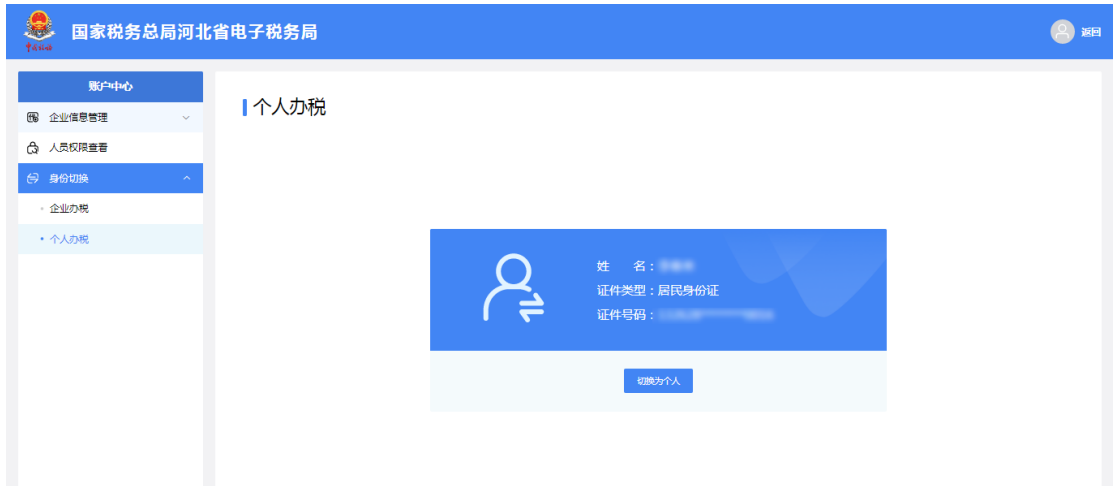 国家税务总局河北省电子税务局
返回
账户中心
企业信息管理
人员权限查看
身份切换
企业办税
个人办税
个人办税
姓 名：
证件类型：居民身份证
证件号码：
切换为个人